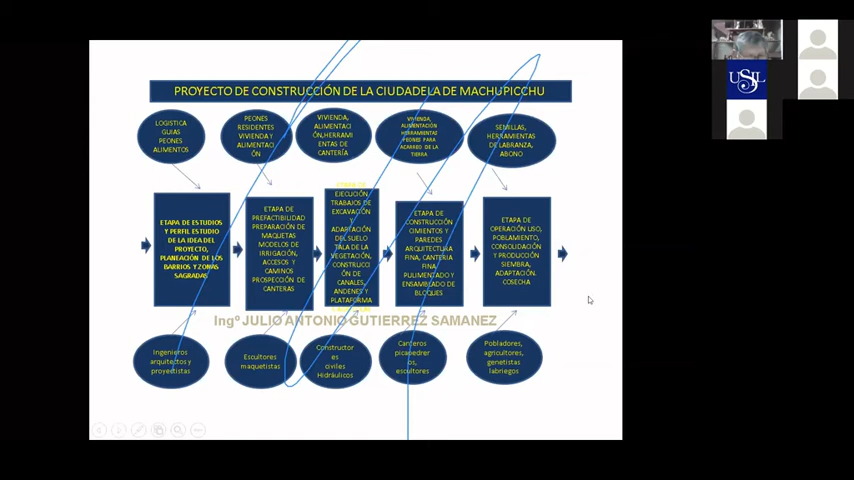 PROYECTO DE CONSTRUCCIÓN DE LA CIUDADELA DE MACHUPICCHU
LOGISTICA
GUIAS
PEONES
ALIMENTOS
PEONES
RESIDENTES
VIVIENDA Y
ALIMENTACI
ÓN
VIVIENDA,
ALIMENTACI
ÓN,HERRAMI
ENTAS DE
CANTERÍA
VIVIENDA,
ALIMENTACIÓN
HERRAMIENTAS
PEONES PARA
ACARREO DE LA
TIERRA
SEMILLAS,
HERRAMIENTAS
DE LABRANZA,
ABONO
ETAPA DE ESTUDIOS
Y PERFIL ESTUDIO
DE LA IDEA DEL
PROYECTO,
PLANEACIÓN DE LOS
BARRIOS Y ZONAS
SAGRADAS
ETAPA DE
PREFACTIBILIDAD
PREPARACIÓN DE
MAQUETAS
MODELOS DE
IRRIGACIÓN,
ACCESOS Y
CAMINOS
PROSPECCIÓN DE
CANTERAS
ETAPA DE
EJECUCIÓN
TRABAJOS DE
EXCAVACIÓN
Y
ADAPTACIÓN
DEL SUELO
TALA DE LA
VEGETACIÓN,
CONSTRUCCI
ÓN DE
CANALES,
ANDENES Y
PLATAFORMA
ETAPA DE
CONSTRUCCIÓN
CIMIENTOS Y
PAREDES
ARQUITECTURA
FINA, CANTERIA
FINA
PULIMENTADO Y
ENSAMBLADO DE
BLOQUES
ETAPA DE
OPERACIÓN USO,
POBLAMIENTO,
CONSOLIDACIÓN
Y PRODUCCIÓN
SIEMBRA,
ADAPTACIÓN.
COSECHA
Ingº JULIO ANTONIO GUTIERREZ SAMANEZ
Ingenieros
arquitectos y
proyectistas
Escultores
maquetistas
Constructor
es
civiles
Hidráulicos
Canteros
picapedrer
os,
escultores
Pobladores,
agricultores,
genetistas
labriegos
USIL